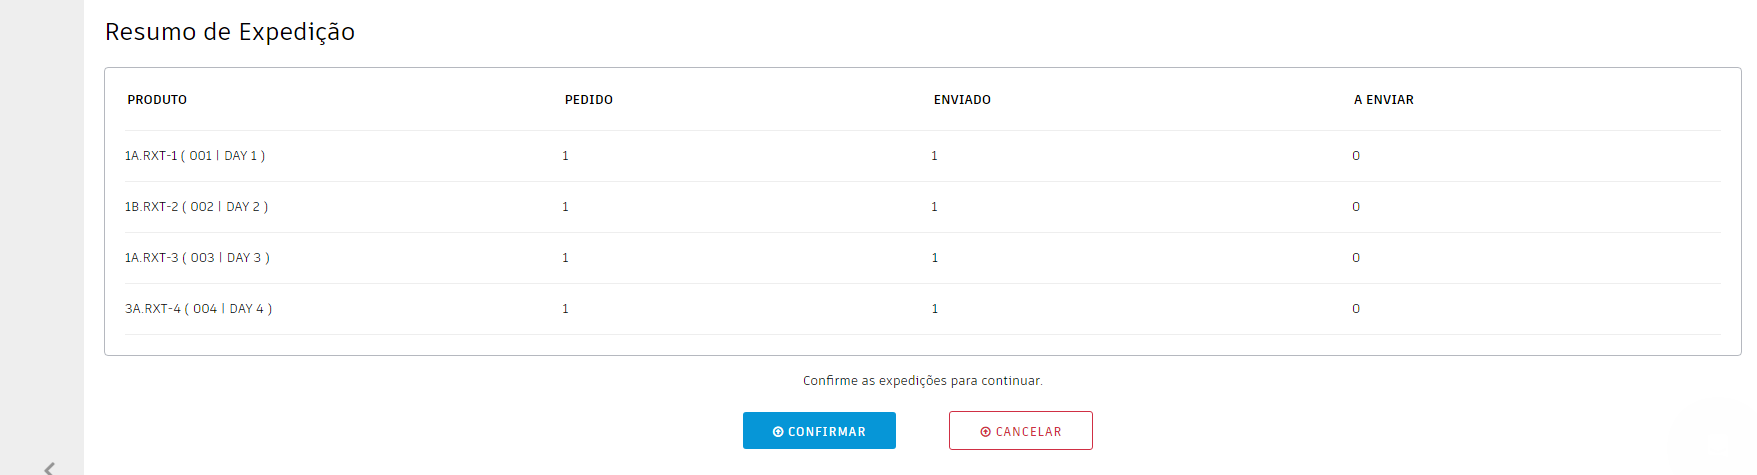 Resumo de Expedição
PRODUTO PEDIDO ENVIADO A ENVIAR
1A.RXT-1 ( 001 | DAY 1 ) 1 1 0
1B.RXT-2 ( 002 | DAY 2 ) 1 1 0
1A.RXT-3 ( 003 | DAY 3 ) 1 1 0
3A.RXT-4 ( 004 | DAY 4 ) 1 1 0
Confirme as expedições para continuar.
CONFIRMAR CANCELAR